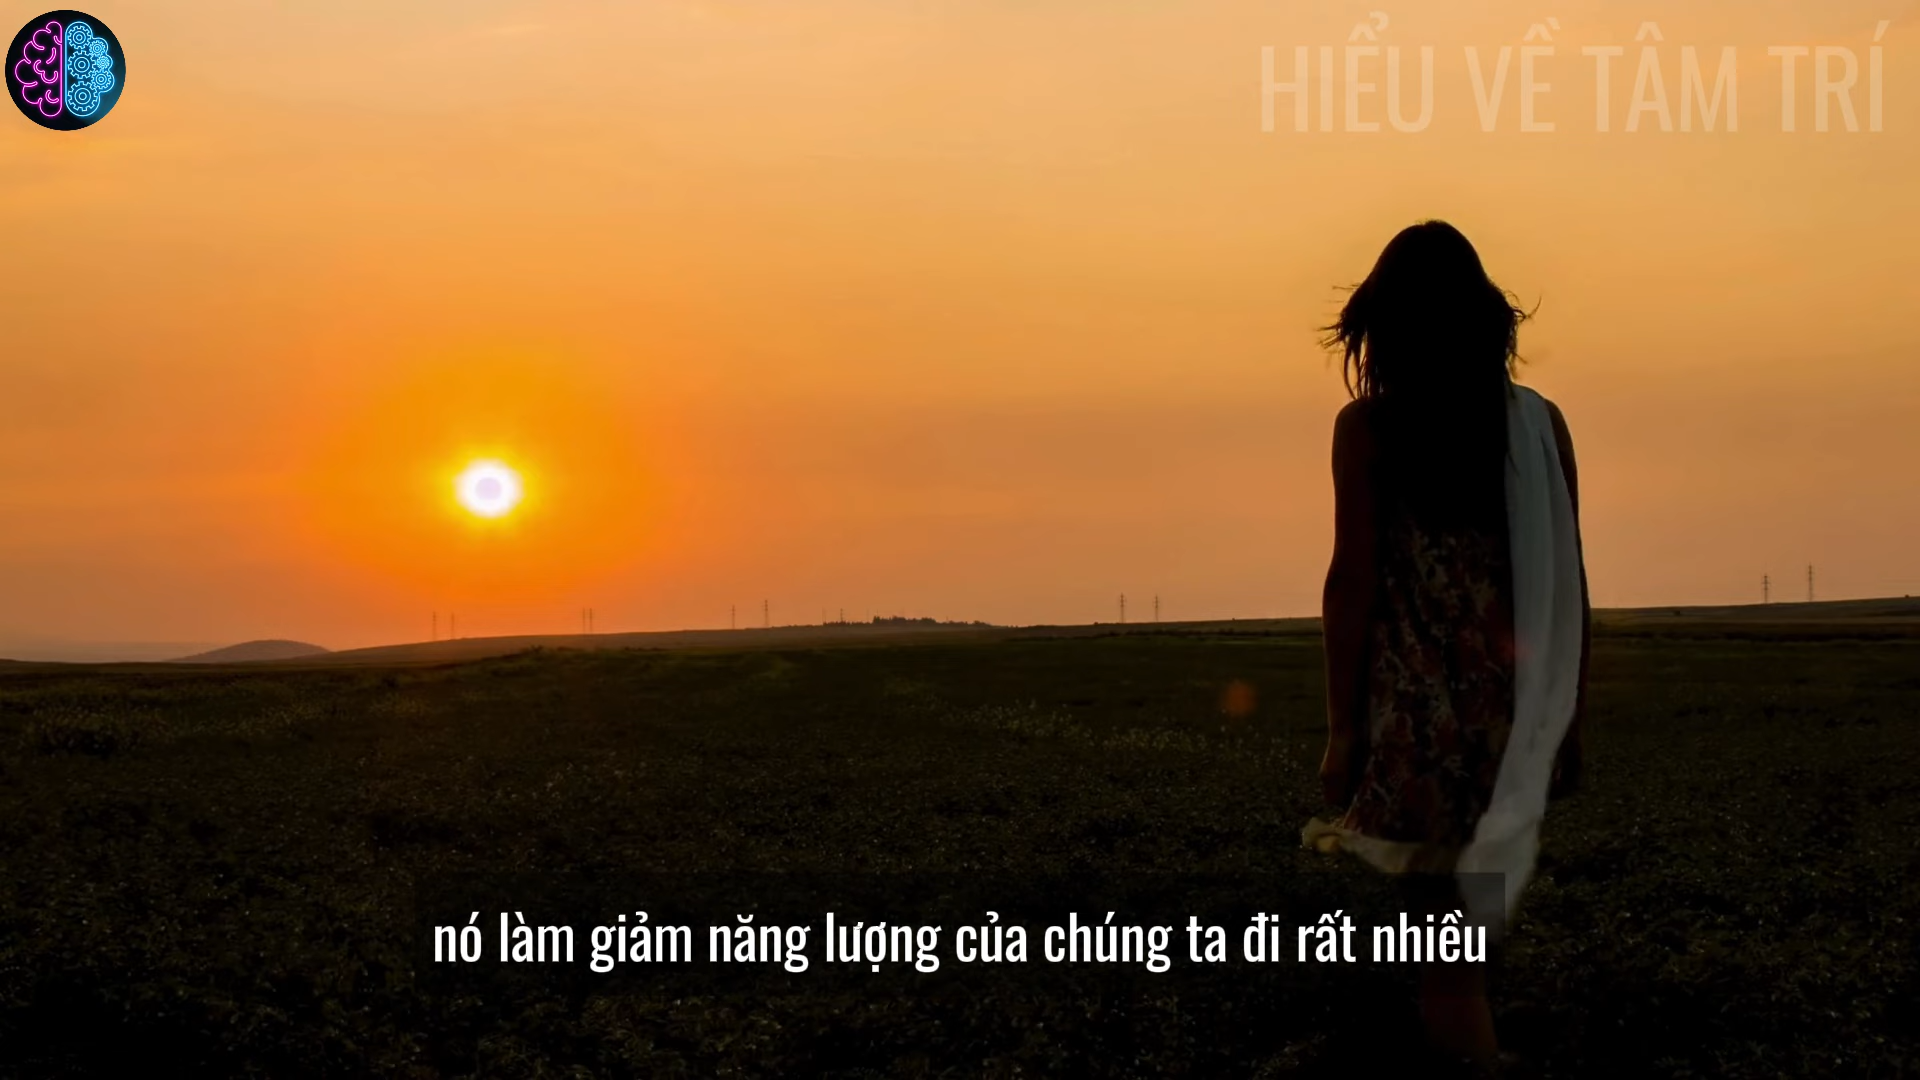 HIỂU VỀ TÂM TRÍ
nó làm giảm năng lượng của chúng ta đi rất nhiều